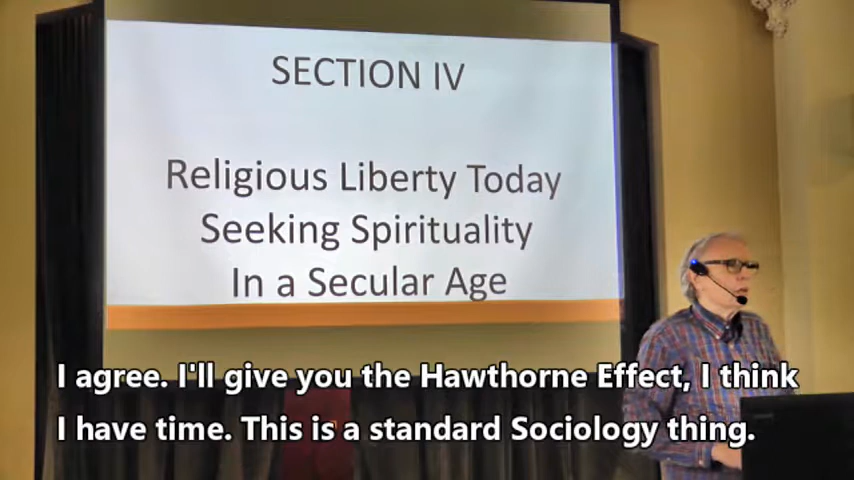 SECTION IV
Religious Liberty Today
Seeking Spirituality
In a Secular Age
I agree. I'll give you the Hawthorne Effect, I think
I have time. This is a standard Sociology thing.